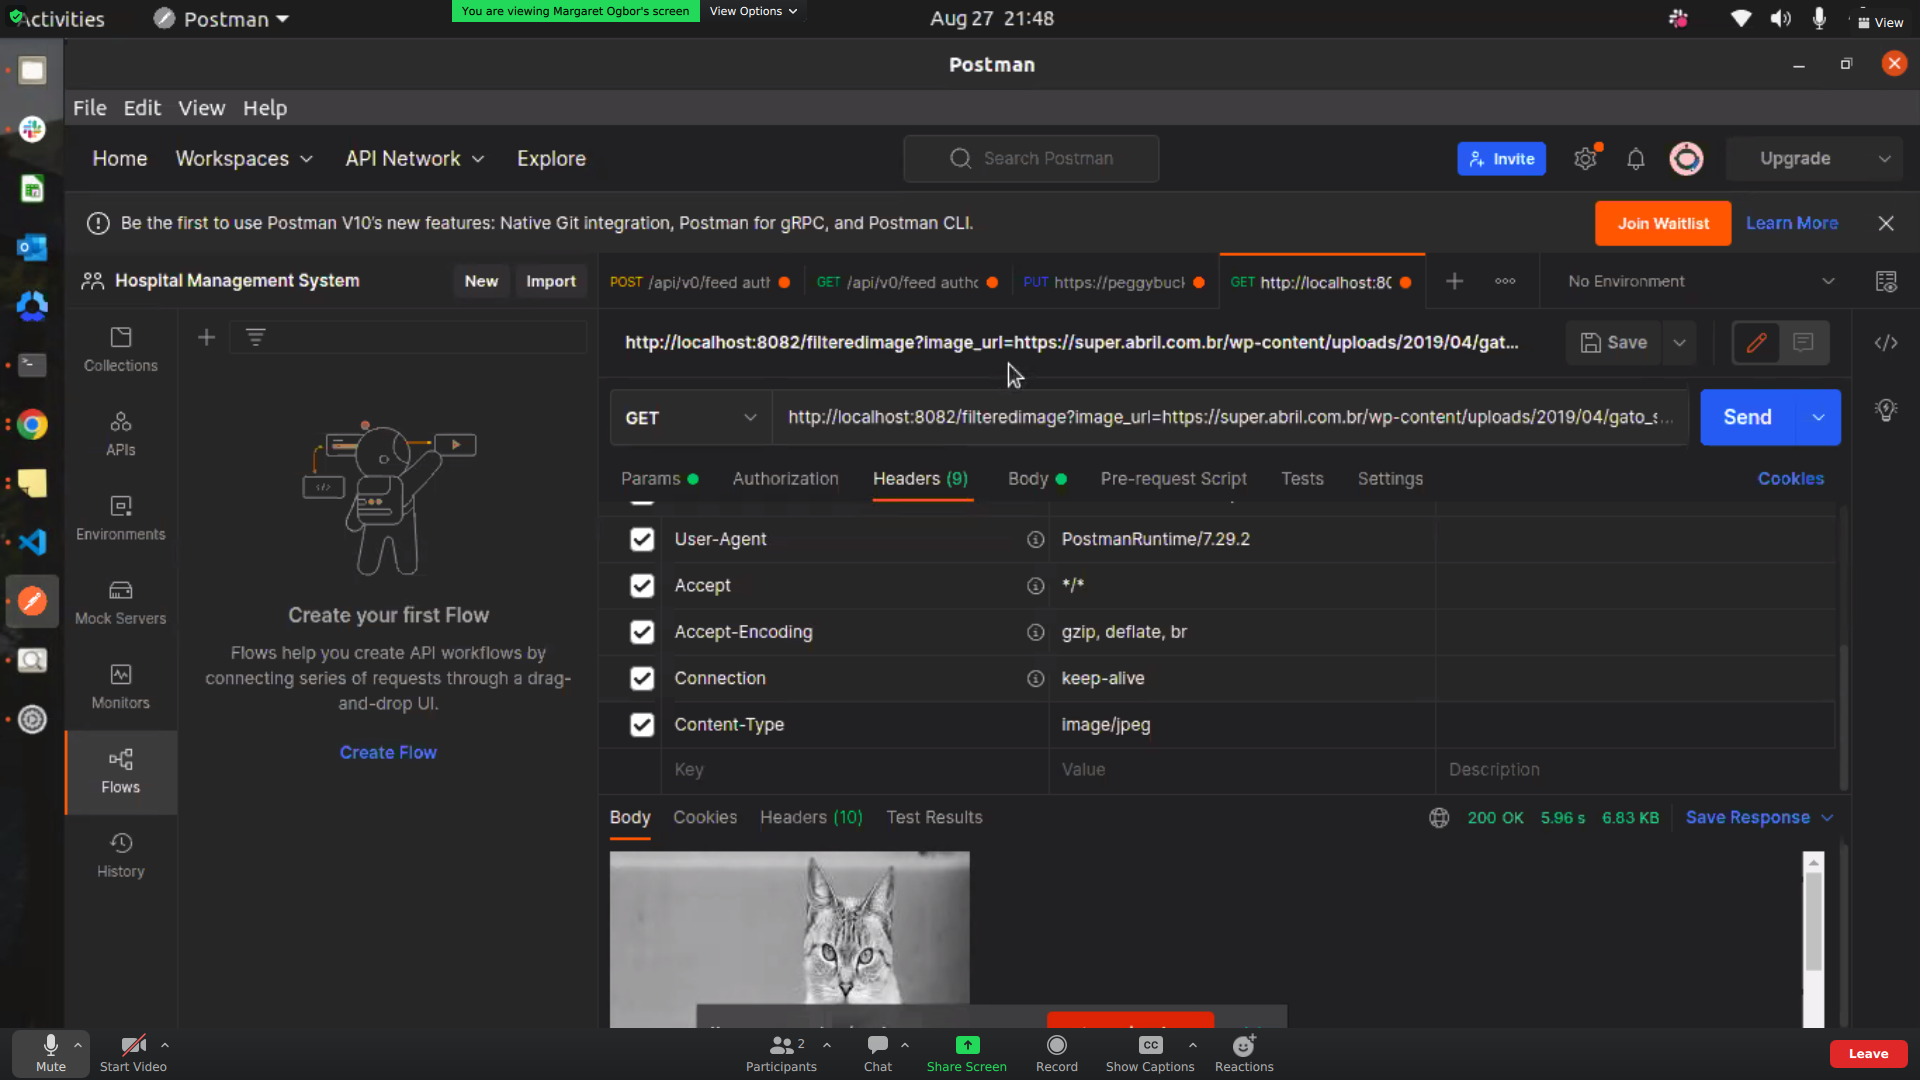 Activities
Postman
You are viewing Margaret Ogbor's screen
View Options
Aug 27 21:48
View
Postman
File Edit View Help
Home
Workspaces
API Network
Explore
Search Postman
Invite
Upgrade
Be the first to use Postman V10's new features: Native Git integration, Postman for gRPC, and Postman CLI.
Join Waitlist
Learn More
Hospital Management System
New
Import
POST /api/v0/feed auth
GET /api/v0/feed autho
PUT https://peggybuck
GET http://localhost:80
No Environment
http://localhost:8082/filteredimage?image_url=https://super.abril.com.br/wp-content/uploads/2019/04/gat...
Save
GET
http://localhost:8082/filteredimage?image_url=https://super.abril.com.br/wp-content/uploads/2019/04/gato_s...
Send
Params
Authorization
Headers (9)
Body
Pre-request Script
Tests
Settings
Cookies
User-Agent
PostmanRuntime/7.29.2
Accept
*/*
Accept-Encoding
gzip, deflate, br
Connection
keep-alive
Content-Type
image/jpeg
Key
Value
Description
Collections
APIs
Environments
Mock Servers
Monitors
Flows
History
Create your first Flow
Flows help you create API workflows by
connecting series of requests through a drag-
and-drop UI.
Create Flow
Body
Cookies
Headers (10)
Test Results
200 OK
5.96 s
6.83 KB
Save Response
Mute
Start Video
2
Participants
Chat
Share Screen
Record
CC
Show Captions
Reactions
Leave